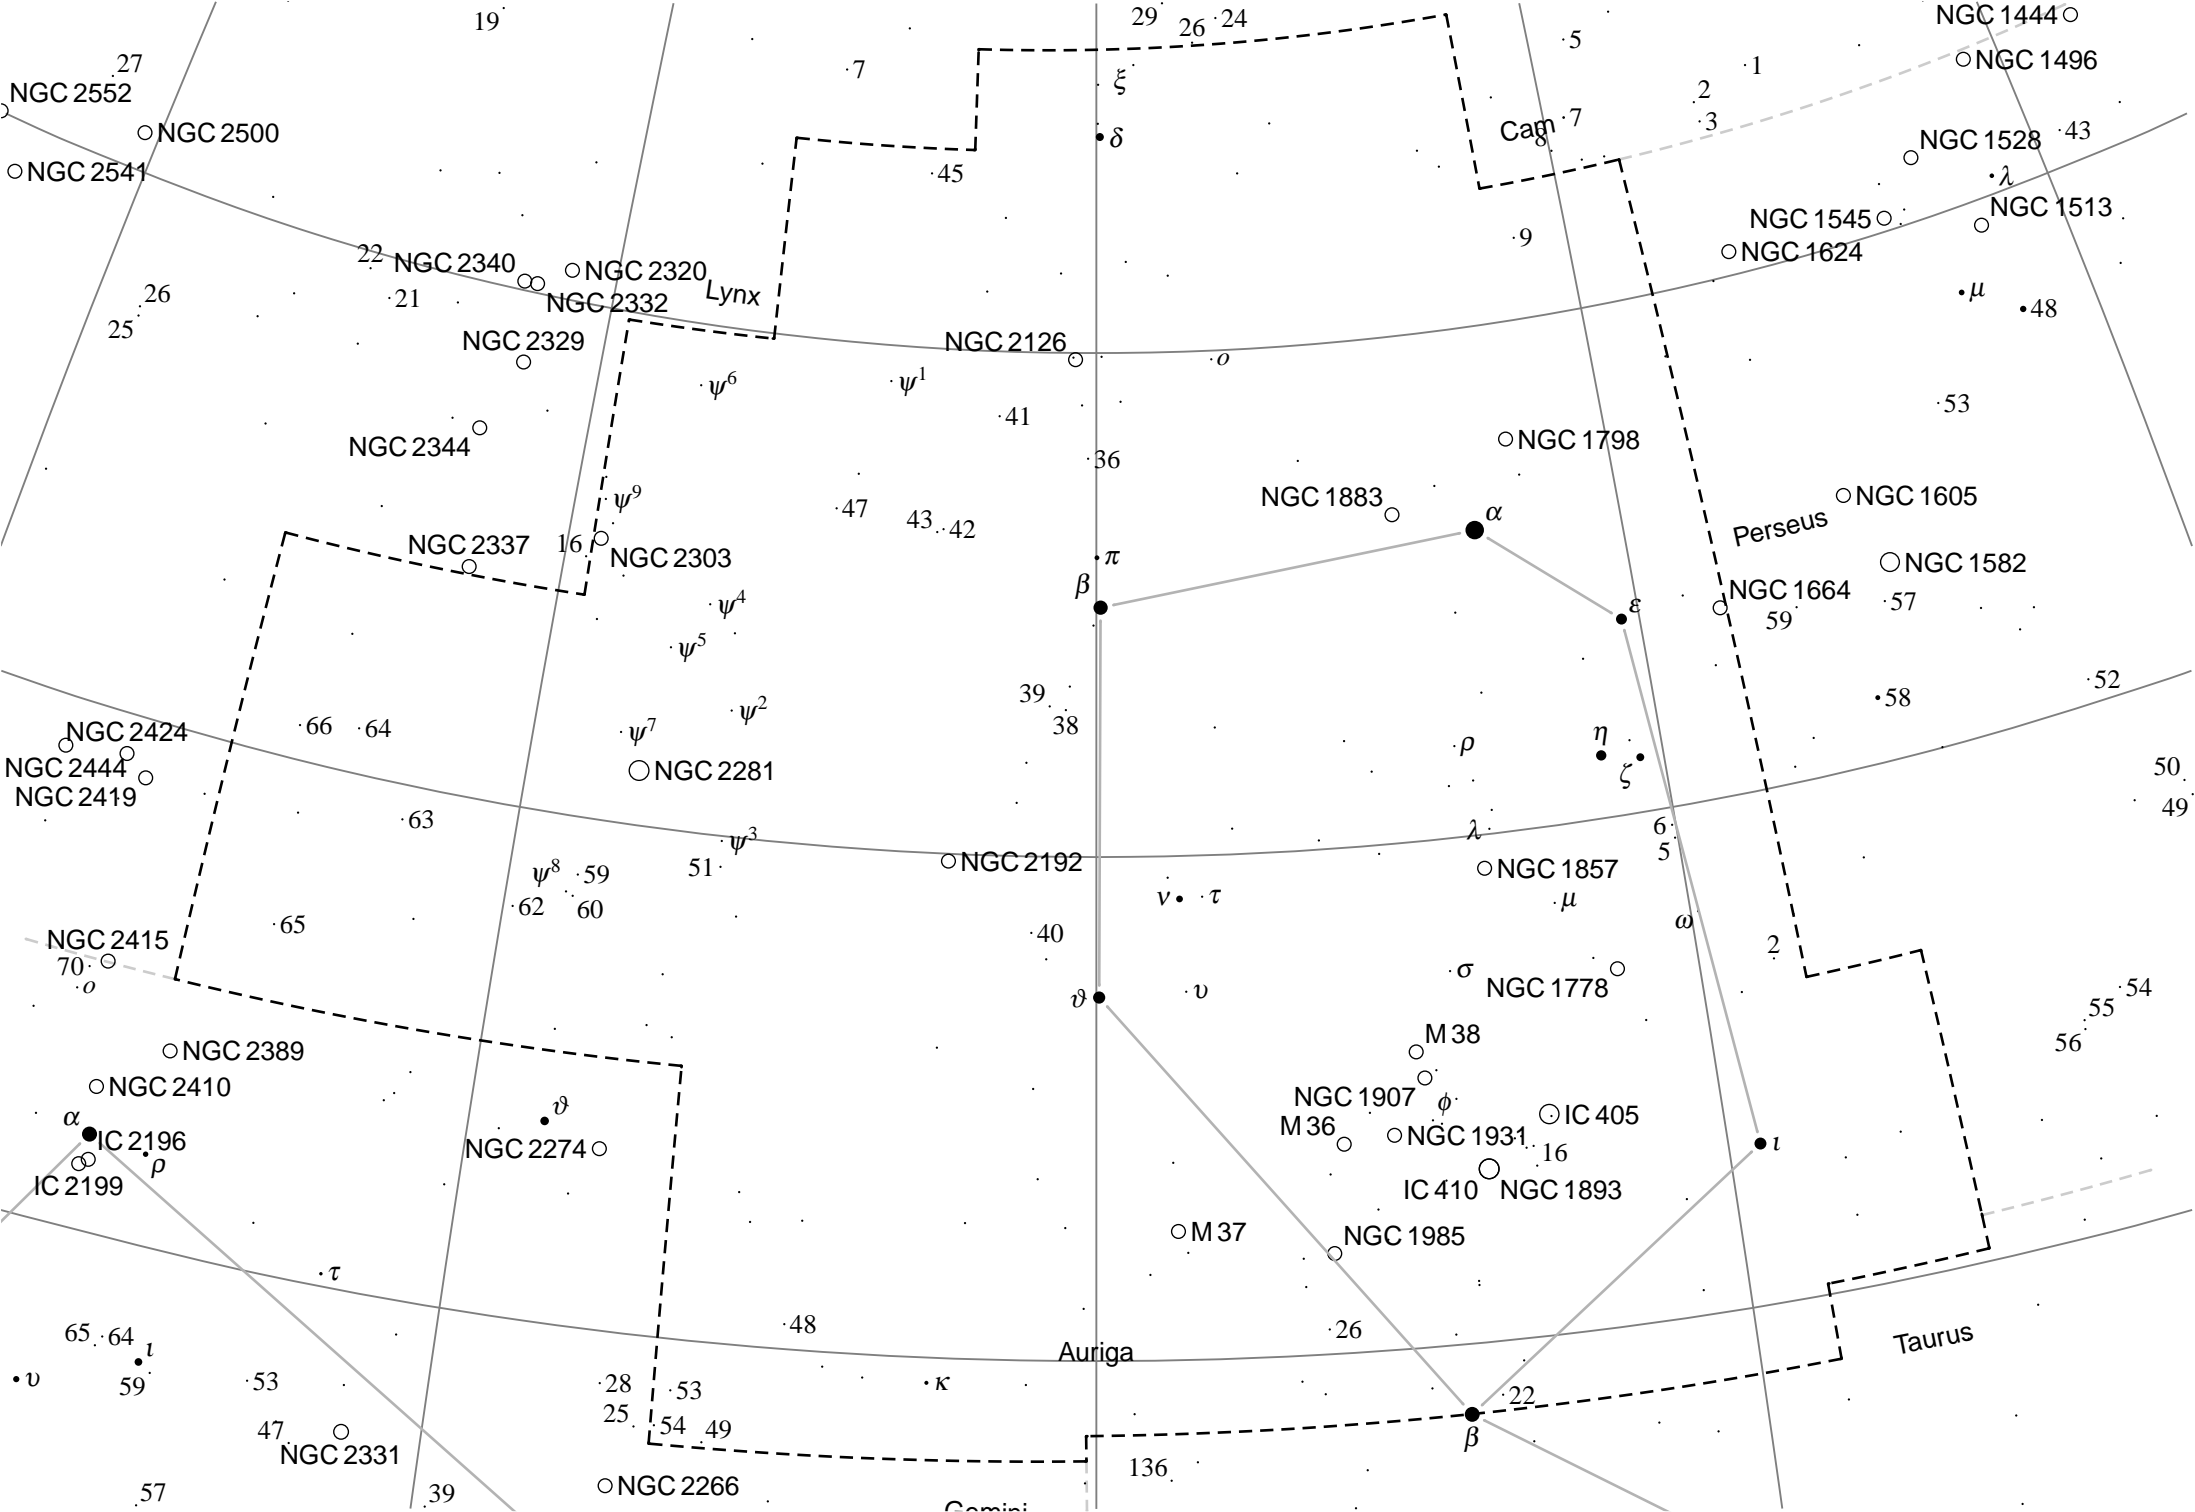 19
29
26
24
NGC 1444
5
1
NGC 1496
27
7
ξ
2
NGC 2552
3
7
Cam
8
43
NGC 2500
δ
NGC 1528
NGC 2541
45
λ
NGC 1545
NGC 1513
9
NGC 1624
22
NGC 2340
NGC 2320
Lynx
μ
26
21
NGC 2332
48
25
NGC 2329
NGC 2126
ο
ψ6
ψ1
41
53
NGC 2344
NGC 1798
36
ψ9
NGC 1883
NGC 1605
47
43
42
α
Perseus
NGC 2337
16
NGC 2303
π
NGC 1582
β
NGC 1664
ψ4
ε
59
57
ψ5
39
52
ψ2
38
58
66
64
NGC 2424
ψ7
ρ
η
ζ
NGC 2444
NGC 2281
50
NGC 2419
49
63
ψ3
λ
6
5
51
NGC 2192
NGC 1857
ψ8
59
62
60
ν
τ
μ
65
40
ω
2
NGC 2415
70
ο
σ
NGC 1778
ϑ
υ
54
55
56
M 38
NGC 2389
NGC 2410
NGC 1907
ϕ
IC 405
α
ϑ
M 36
NGC 1931
IC 2196
ρ
NGC 2274
16
ι
IC 2199
IC 410
NGC 1893
M 37
NGC 1985
τ
65
64
48
26
Taurus
ι
Auriga
υ
59
53
28
53
κ
22
25
54
49
47
NGC 2331
β
136
57
39
NGC 2266
Gemini